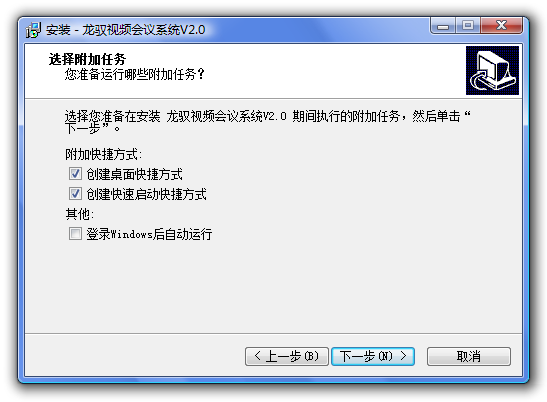 安装 - 龙驭视频会议系统V2.0
选择附加任务
您准备运行哪些附加任务？
选择您准备在安装 龙驭视频会议系统V2.0 期间执行的附加任务，然后单击“
下一步”。
附加快捷方式:
创建桌面快捷方式
创建快速启动快捷方式
其他:
登录Windows后自动运行
< 上一步(B)
下一步(N) >
取消